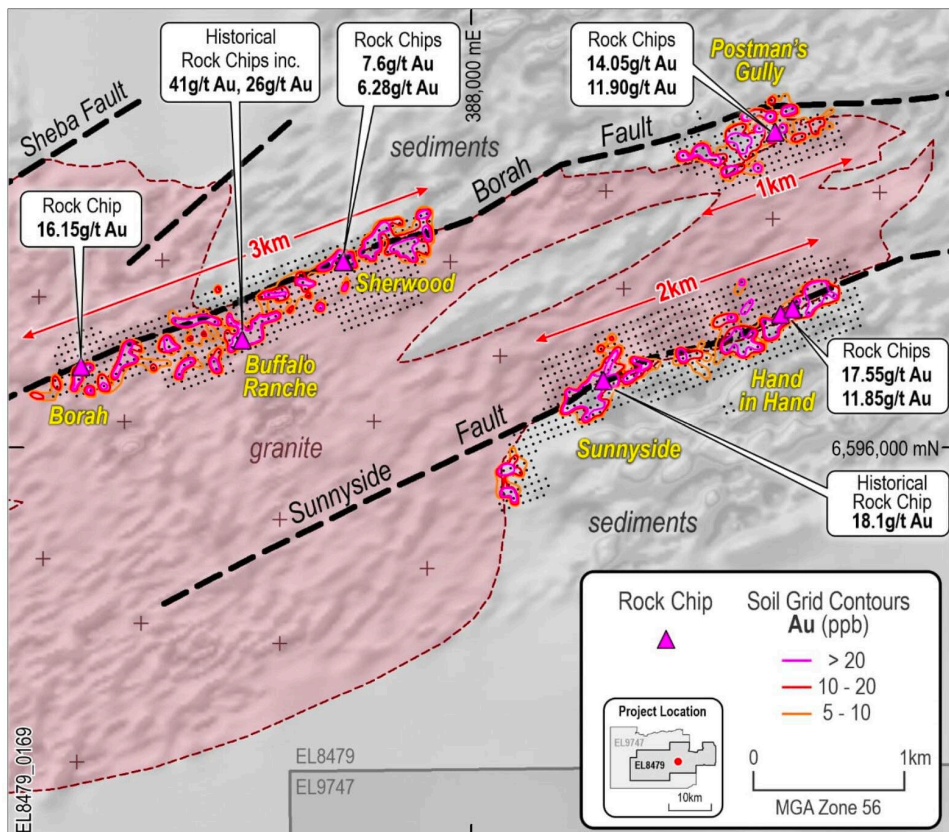 Historical
Rock Chips inc.
41g/t Au, 26g/t Au
Rock Chips
7.6g/t Au
6.28g/t Au
388,000 mE
Rock Chips
14.05g/t Au
11.90g/t Au
Postman's
Gully
Sheba Fault
sediments
Borah
Fault
Rock Chip
16.15g/t Au
3km
1km
Sherwood
2km
Buffalo
Ranche
Borah
Rock Chips
17.55g/t Au
11.85g/t Au
Hand
in Hand
granite
Sunnyside
Fault
Sunnyside
6,596,000 mN
sediments
Historical
Rock Chip
18.1g/t Au
Rock Chip
Soil Grid Contours
Au (ppb)
> 20
10 - 20
5 - 10
Project Location
EL9747
EL8479
10km
0
1km
MGA Zone 56
EL8479
EL9747
EL8479_0169